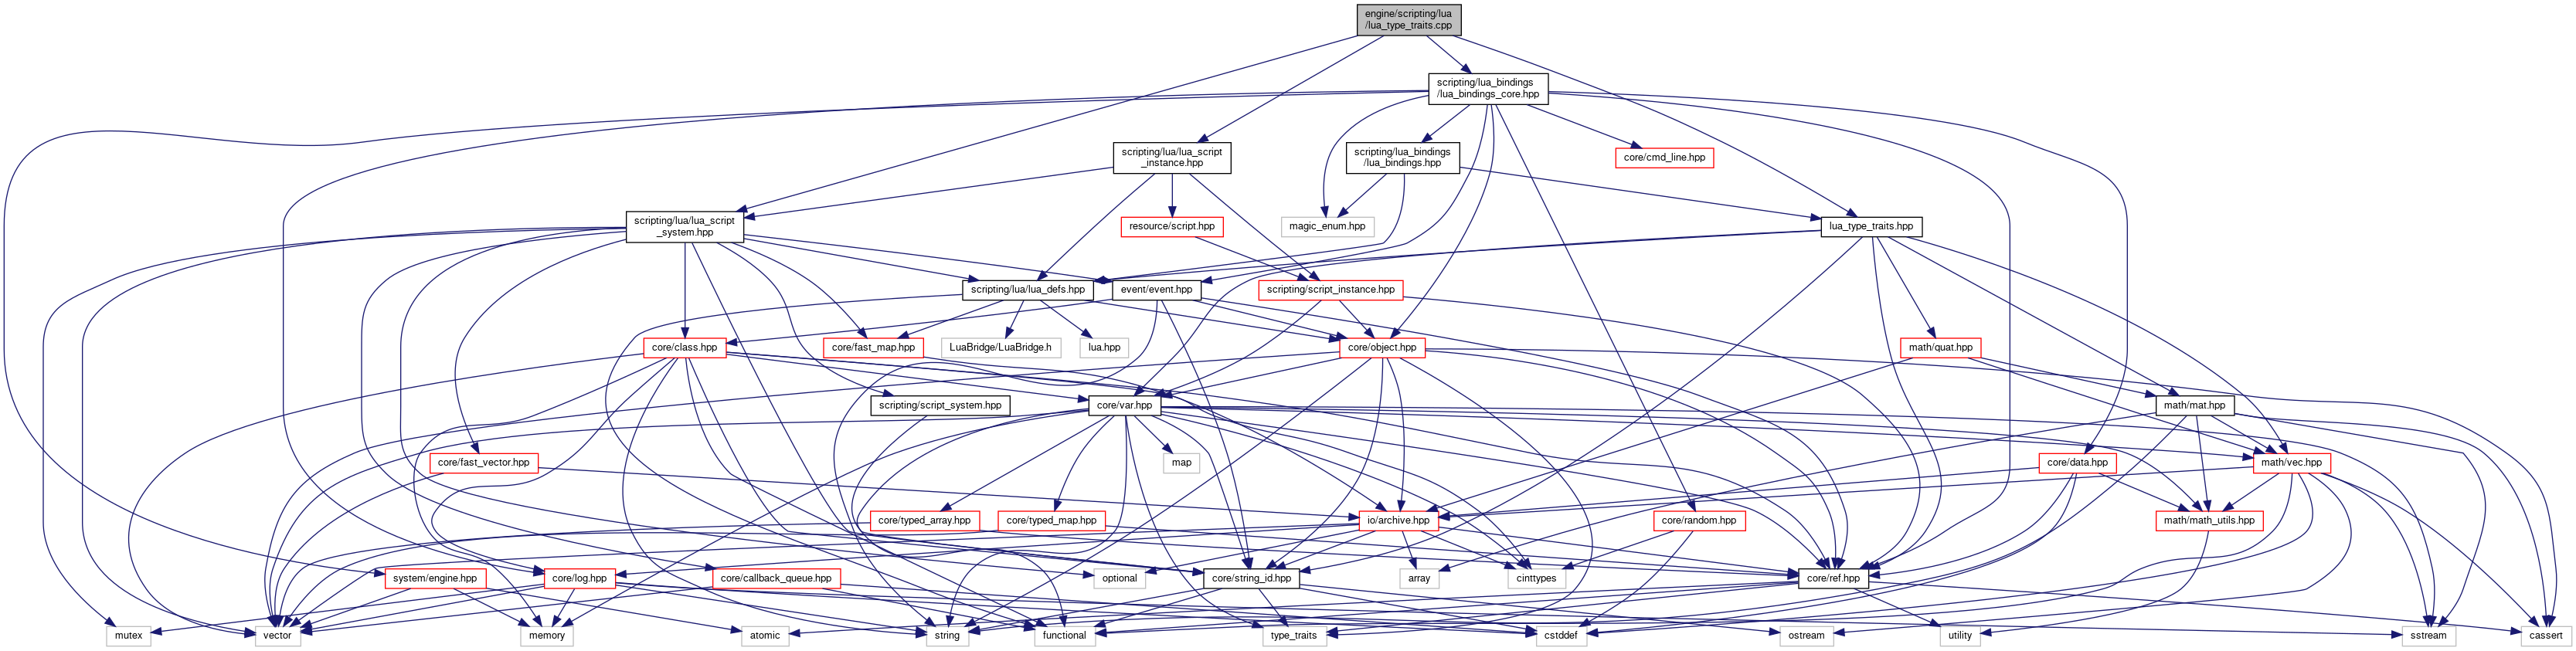 engine/scripting/lua
/lua_type_traits.cpp
scripting/lua_bindings
/lua_bindings_core.hpp
scripting/lua/lua_script
_instance.hpp
scripting/lua_bindings
/lua_bindings.hpp
core/cmd_line.hpp
scripting/lua/lua_script
_system.hpp
resource/script.hpp
magic_enum.hpp
lua_type_traits.hpp
scripting/lua/lua_defs.hpp
event/event.hpp
scripting/script_instance.hpp
core/class.hpp
core/fast_map.hpp
LuaBridge/LuaBridge.h
lua.hpp
core/object.hpp
math/quat.hpp
scripting/script_system.hpp
core/var.hpp
math/mat.hpp
core/fast_vector.hpp
map
core/data.hpp
math/vec.hpp
core/typed_array.hpp
core/typed_map.hpp
io/archive.hpp
core/random.hpp
math/math_utils.hpp
system/engine.hpp
core/log.hpp
core/callback_queue.hpp
optional
array
core/string_id.hpp
cinttypes
core/ref.hpp
mutex
vector
memory
atomic
string
functional
type_traits
cstddef
ostream
utility
sstream
cassert